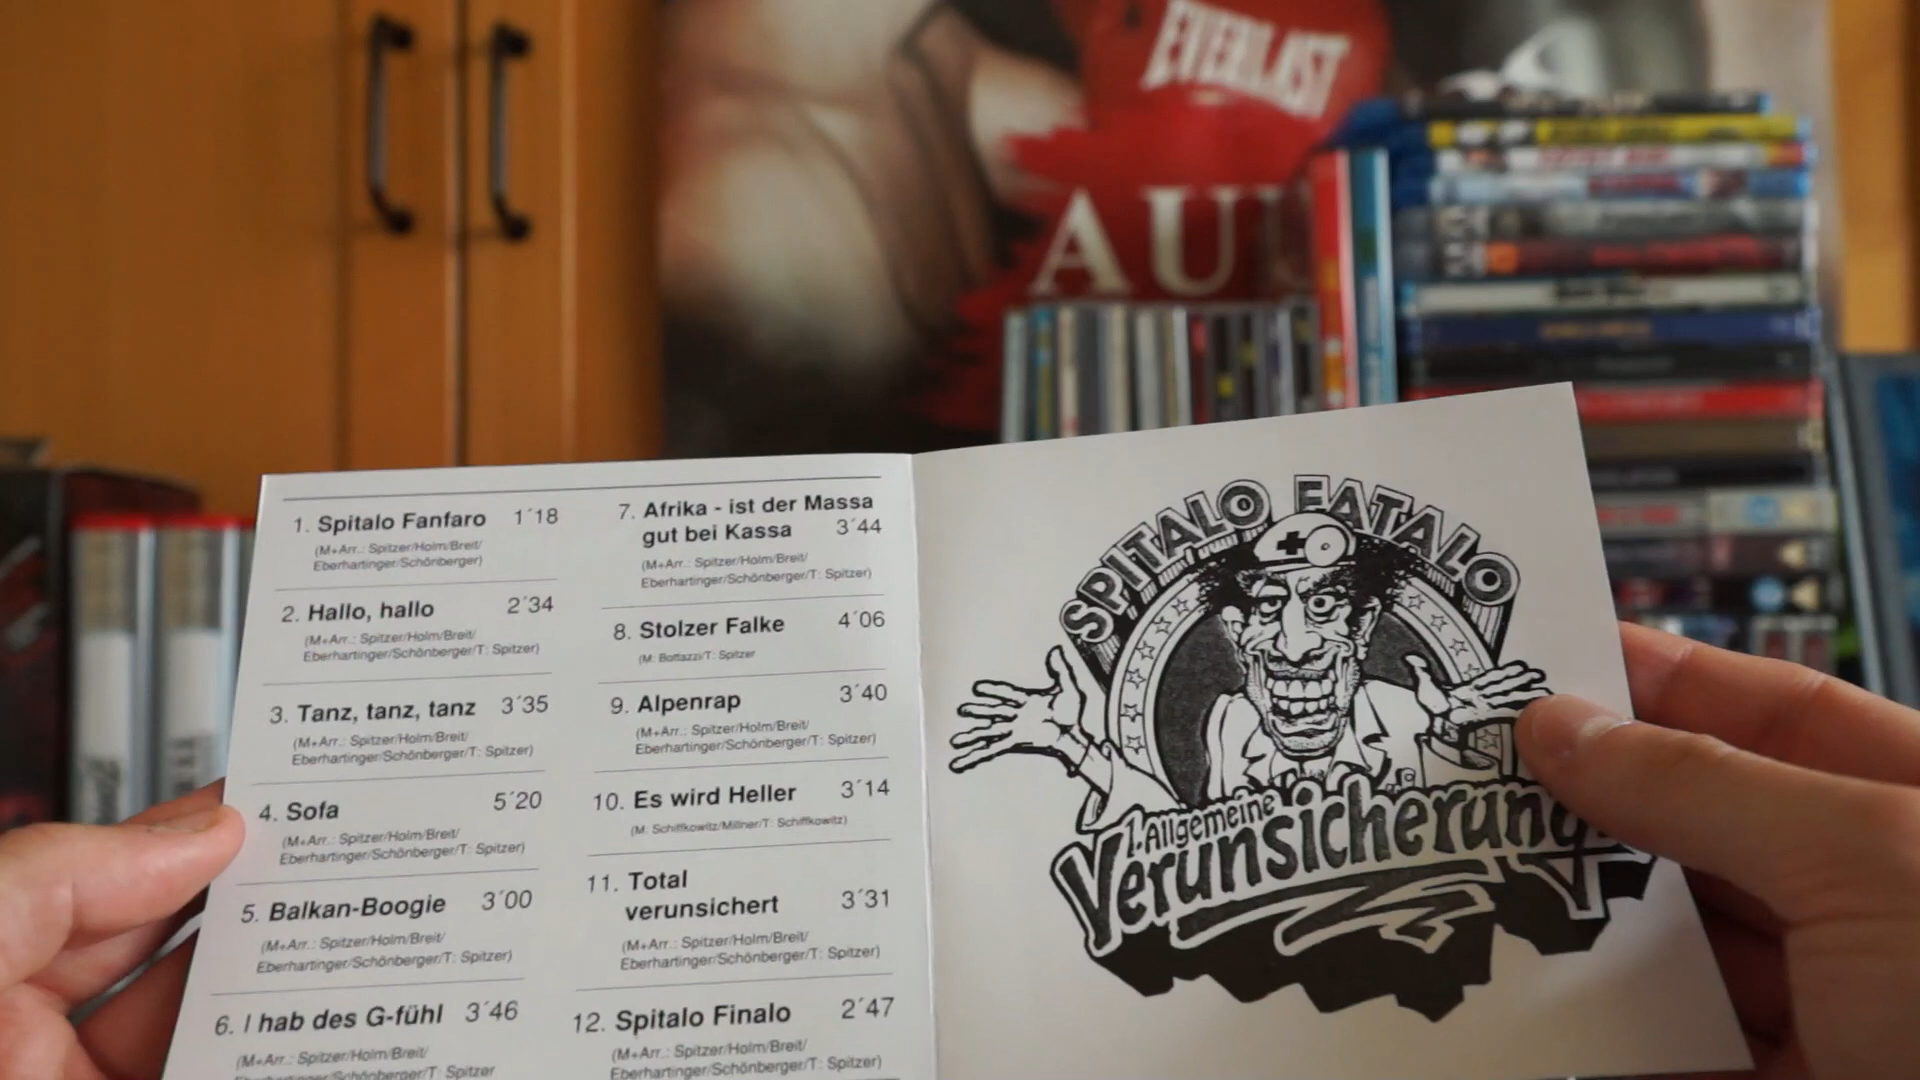 EVERLAST
AU
1. Spitalo Fanfaro 1´18
(M+Arr.: Spitzer/Holm/Breit/
Eberhartinger/Schönberger)
2. Hallo, hallo 2´34
(M+Arr.: Spitzer/Holm/Breit/
Eberhartinger/Schönberger/T: Spitzer)
3. Tanz, tanz, tanz 3´35
(M+Arr.: Spitzer/Holm/Breit/
Eberhartinger/Schönberger/T: Spitzer)
4. Sofa 5´20
(M+Arr.: Spitzer/Holm/Breit/
Eberhartinger/Schönberger/T: Spitzer)
5. Balkan-Boogie 3´00
(M+Arr.: Spitzer/Holm/Breit/
Eberhartinger/Schönberger/T: Spitzer)
6. I hab des G-fühl 3´46
(M+Arr.: Spitzer/Holm/Breit/
Eberhartinger/Schönberger/T: Spitzer
7. Afrika - ist der Massa
gut bei Kassa 3´44
(M+Arr.: Spitzer/Holm/Breit/
Eberhartinger/Schönberger/T: Spitzer)
8. Stolzer Falke 4´06
(M: Bottazzi/T: Spitzer
9. Alpenrap 3´40
(M+Arr.: Spitzer/Holm/Breit/
Eberhartinger/Schönberger/T: Spitzer)
10. Es wird Heller 3´14
(M: Schiffkowitz/Millner/T: Schiffkowitz)
11. Total
verunsichert 3´31
(M+Arr.: Spitzer/Holm/Breit/
Eberhartinger/Schönberger/T: Spitzer)
12. Spitalo Finalo 2´47
(M+Arr.: Spitzer/Holm/Breit/
Eberhartinger/Schönberger/T: Spitzer)
SPITALO FATALO
1.Allgemeine
Verunsicherung